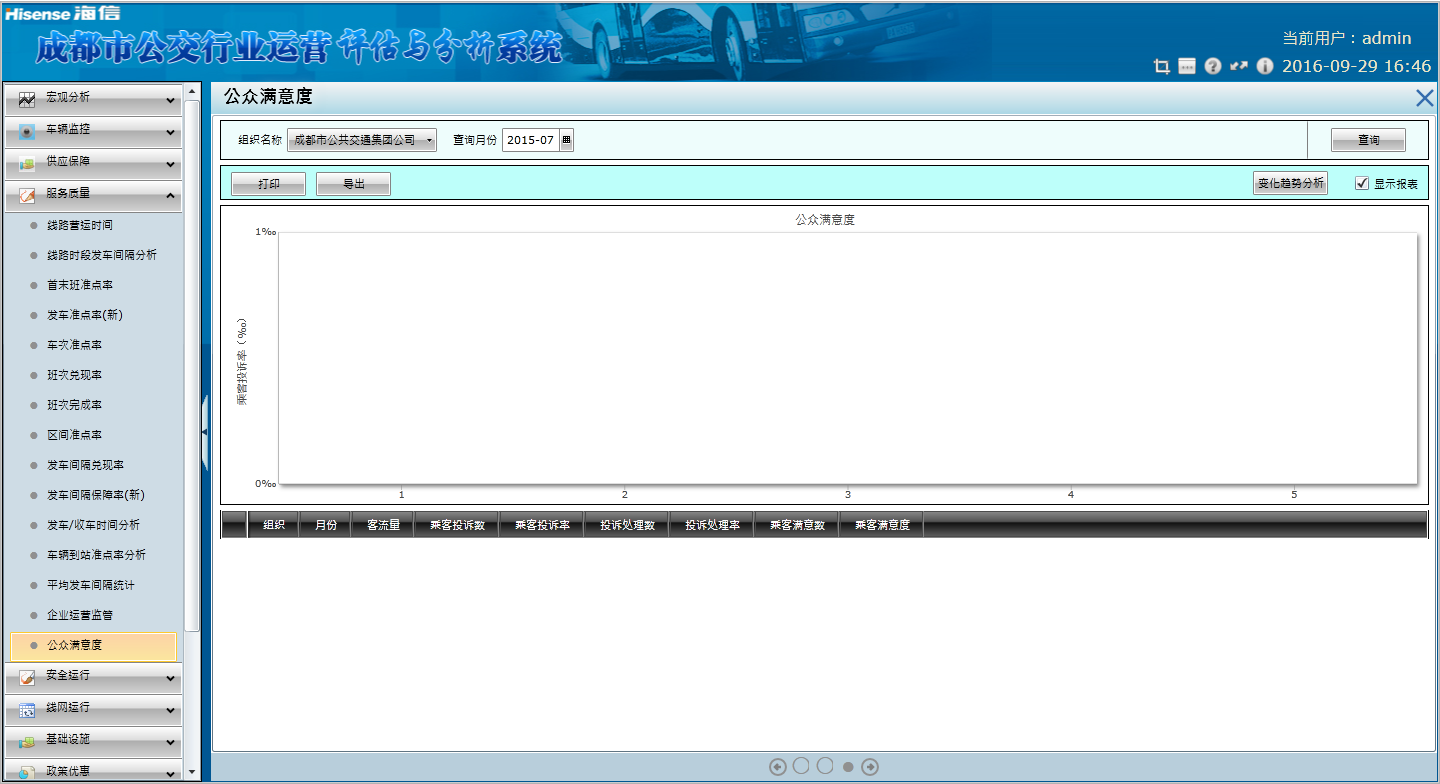 Hisense 海信
成都市公交行业运营评估与分析系统
当前用户：admin
2016-09-29 16:46
宏观分析
车辆监控
供应保障
服务质量
线路营运时间
线路时段发车间隔分析
首末班准点率
发车准点率(新)
车次准点率
班次兑现率
班次完成率
区间准点率
发车间隔兑现率
发车间隔保障率(新)
发车/收车时间分析
车辆到站准点率分析
平均发车间隔统计
企业运营监管
公众满意度
安全运行
线网运行
基础设施
政策优惠
公众满意度
组织名称 成都市公共交通集团公司 查询月份 2015-07 查询
打印 导出 变化趋势分析 显示报表
公众满意度
1‰
乘客投诉率（‰）
0‰
1 2 3 4 5
组织 月份 客流量 乘客投诉数 乘客投诉率 投诉处理数 投诉处理率 乘客满意数 乘客满意度